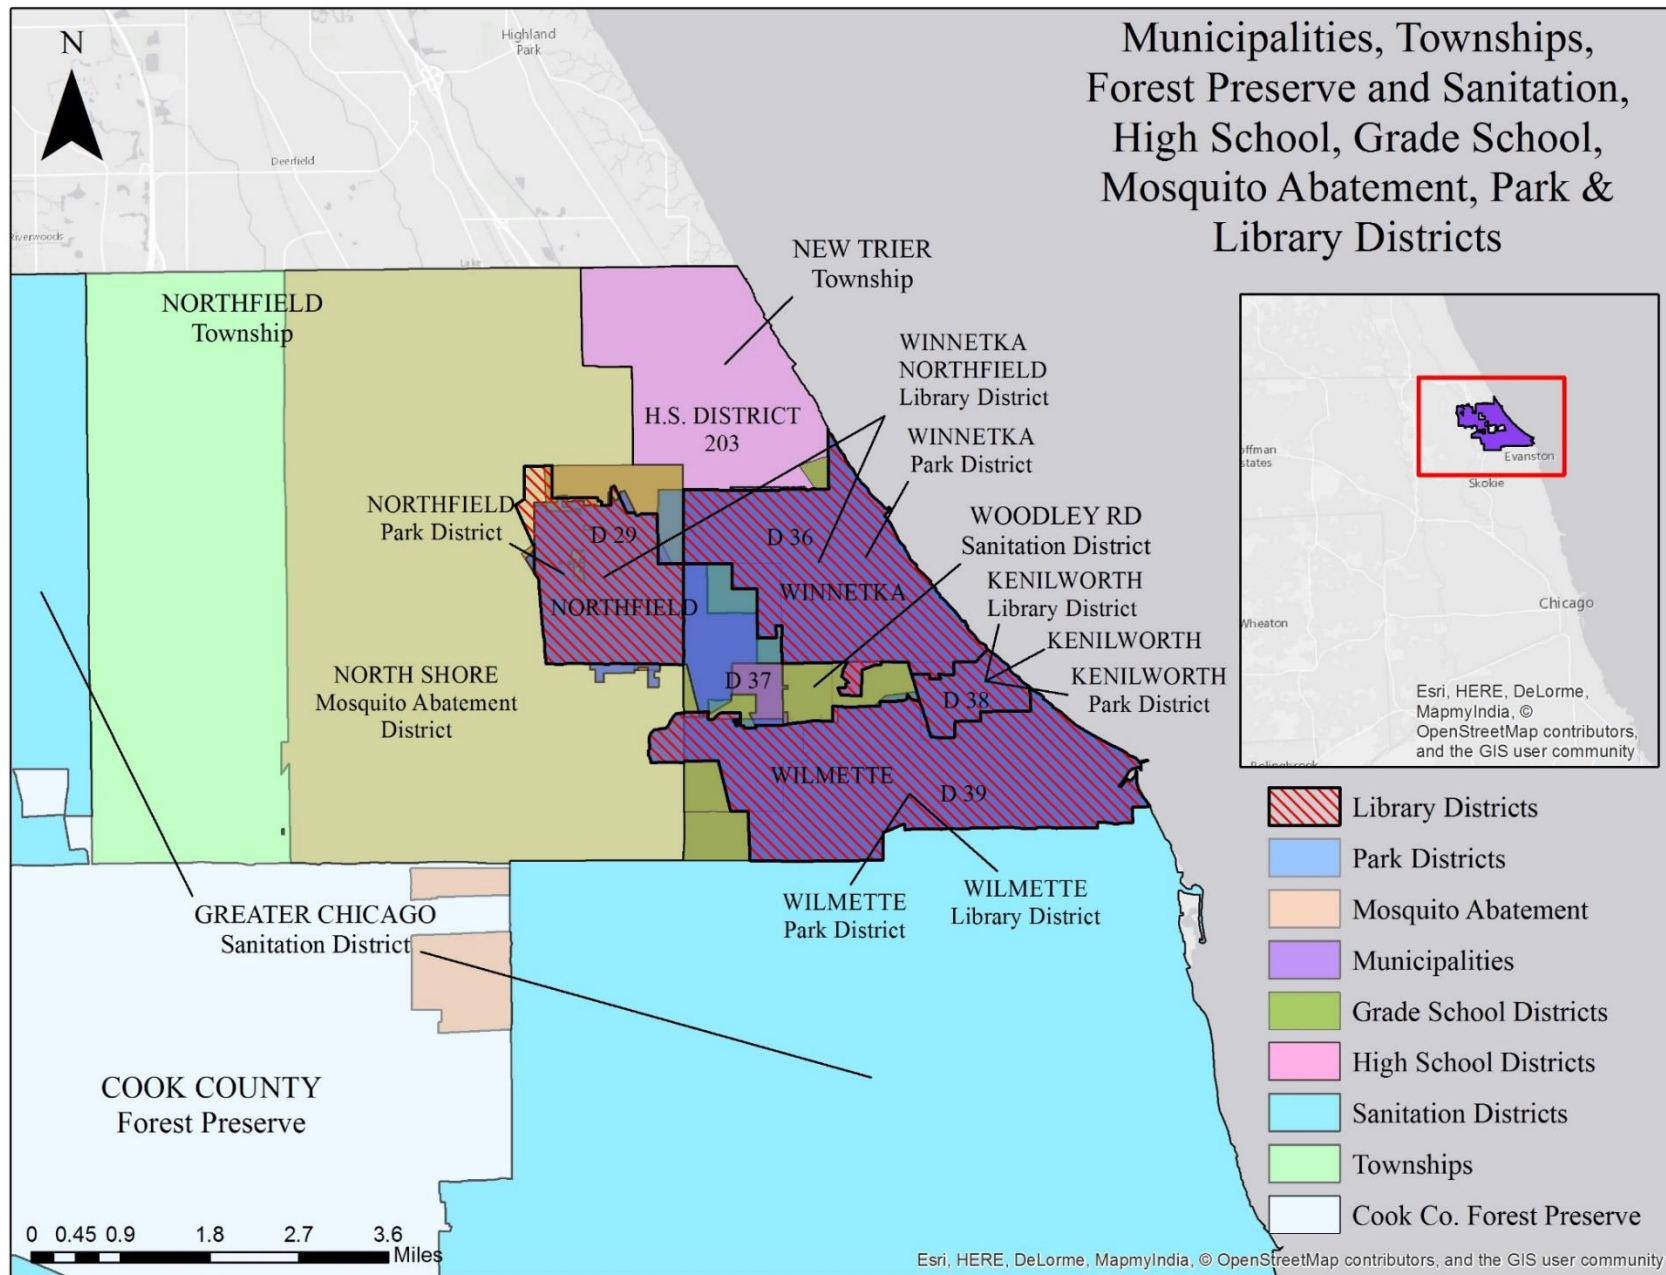 Municipalities, Townships,
Forest Preserve and Sanitation,
High School, Grade School,
Mosquito Abatement, Park &
Library Districts
N
Highland
Park
Deerfield
Riverwoods
Lake
NEW TRIER
Township
NORTHFIELD
Township
WINNETKA
NORTHFIELD
Library District
H.S. DISTRICT
203
WINNETKA
Park District
NORTHFIELD
Park District
D 29
D 36
WOODLEY RD
Sanitation District
KENILWORTH
Library District
NORTHFIELD
WINNETKA
KENILWORTH
KENILWORTH
Park District
NORTH SHORE
Mosquito Abatement
District
D 37
D 38
WILMETTE
D 39
WILMETTE
Park District
WILMETTE
Library District
GREATER CHICAGO
Sanitation District
COOK COUNTY
Forest Preserve
0 0.45 0.9 1.8 2.7 3.6
Miles
offman
states
Evanston
Skokie
Chicago
Wheaton
Bolingbrook
Esri, HERE, DeLorme,
MapmyIndia, ©
OpenStreetMap contributors,
and the GIS user community
Library Districts
Park Districts
Mosquito Abatement
Municipalities
Grade School Districts
High School Districts
Sanitation Districts
Townships
Cook Co. Forest Preserve
Esri, HERE, DeLorme, MapmyIndia, © OpenStreetMap contributors, and the GIS user community